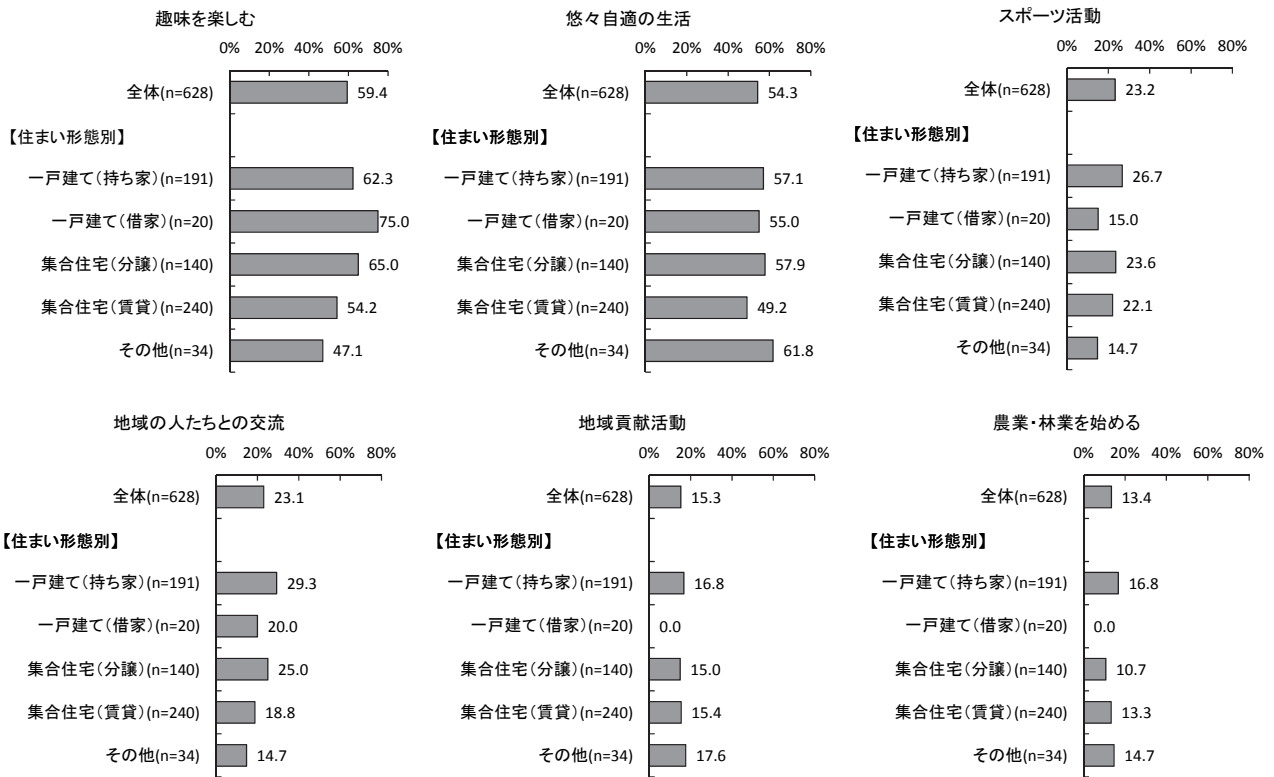 趣味を楽しむ
0% 20% 40% 60% 80%
全体(n=628) 59.4
【住まい形態別】
一戸建て(持ち家)(n=191) 62.3
一戸建て(借家)(n=20) 75.0
集合住宅(分譲)(n=140) 65.0
集合住宅(賃貸)(n=240) 54.2
その他(n=34) 47.1
悠々自適の生活
0% 20% 40% 60% 80%
全体(n=628) 54.3
【住まい形態別】
一戸建て(持ち家)(n=191) 57.1
一戸建て(借家)(n=20) 55.0
集合住宅(分譲)(n=140) 57.9
集合住宅(賃貸)(n=240) 49.2
その他(n=34) 61.8
スポーツ活動
0% 20% 40% 60% 80%
全体(n=628) 23.2
【住まい形態別】
一戸建て(持ち家)(n=191) 26.7
一戸建て(借家)(n=20) 15.0
集合住宅(分譲)(n=140) 23.6
集合住宅(賃貸)(n=240) 22.1
その他(n=34) 14.7
地域の人たちとの交流
0% 20% 40% 60% 80%
全体(n=628) 23.1
【住まい形態別】
一戸建て(持ち家)(n=191) 29.3
一戸建て(借家)(n=20) 20.0
集合住宅(分譲)(n=140) 25.0
集合住宅(賃貸)(n=240) 18.8
その他(n=34) 14.7
地域貢献活動
0% 20% 40% 60% 80%
全体(n=628) 15.3
【住まい形態別】
一戸建て(持ち家)(n=191) 16.8
一戸建て(借家)(n=20) 0.0
集合住宅(分譲)(n=140) 15.0
集合住宅(賃貸)(n=240) 15.4
その他(n=34) 17.6
農業・林業を始める
0% 20% 40% 60% 80%
全体(n=628) 13.4
【住まい形態別】
一戸建て(持ち家)(n=191) 16.8
一戸建て(借家)(n=20) 0.0
集合住宅(分譲)(n=140) 10.7
集合住宅(賃貸)(n=240) 13.3
その他(n=34) 14.7